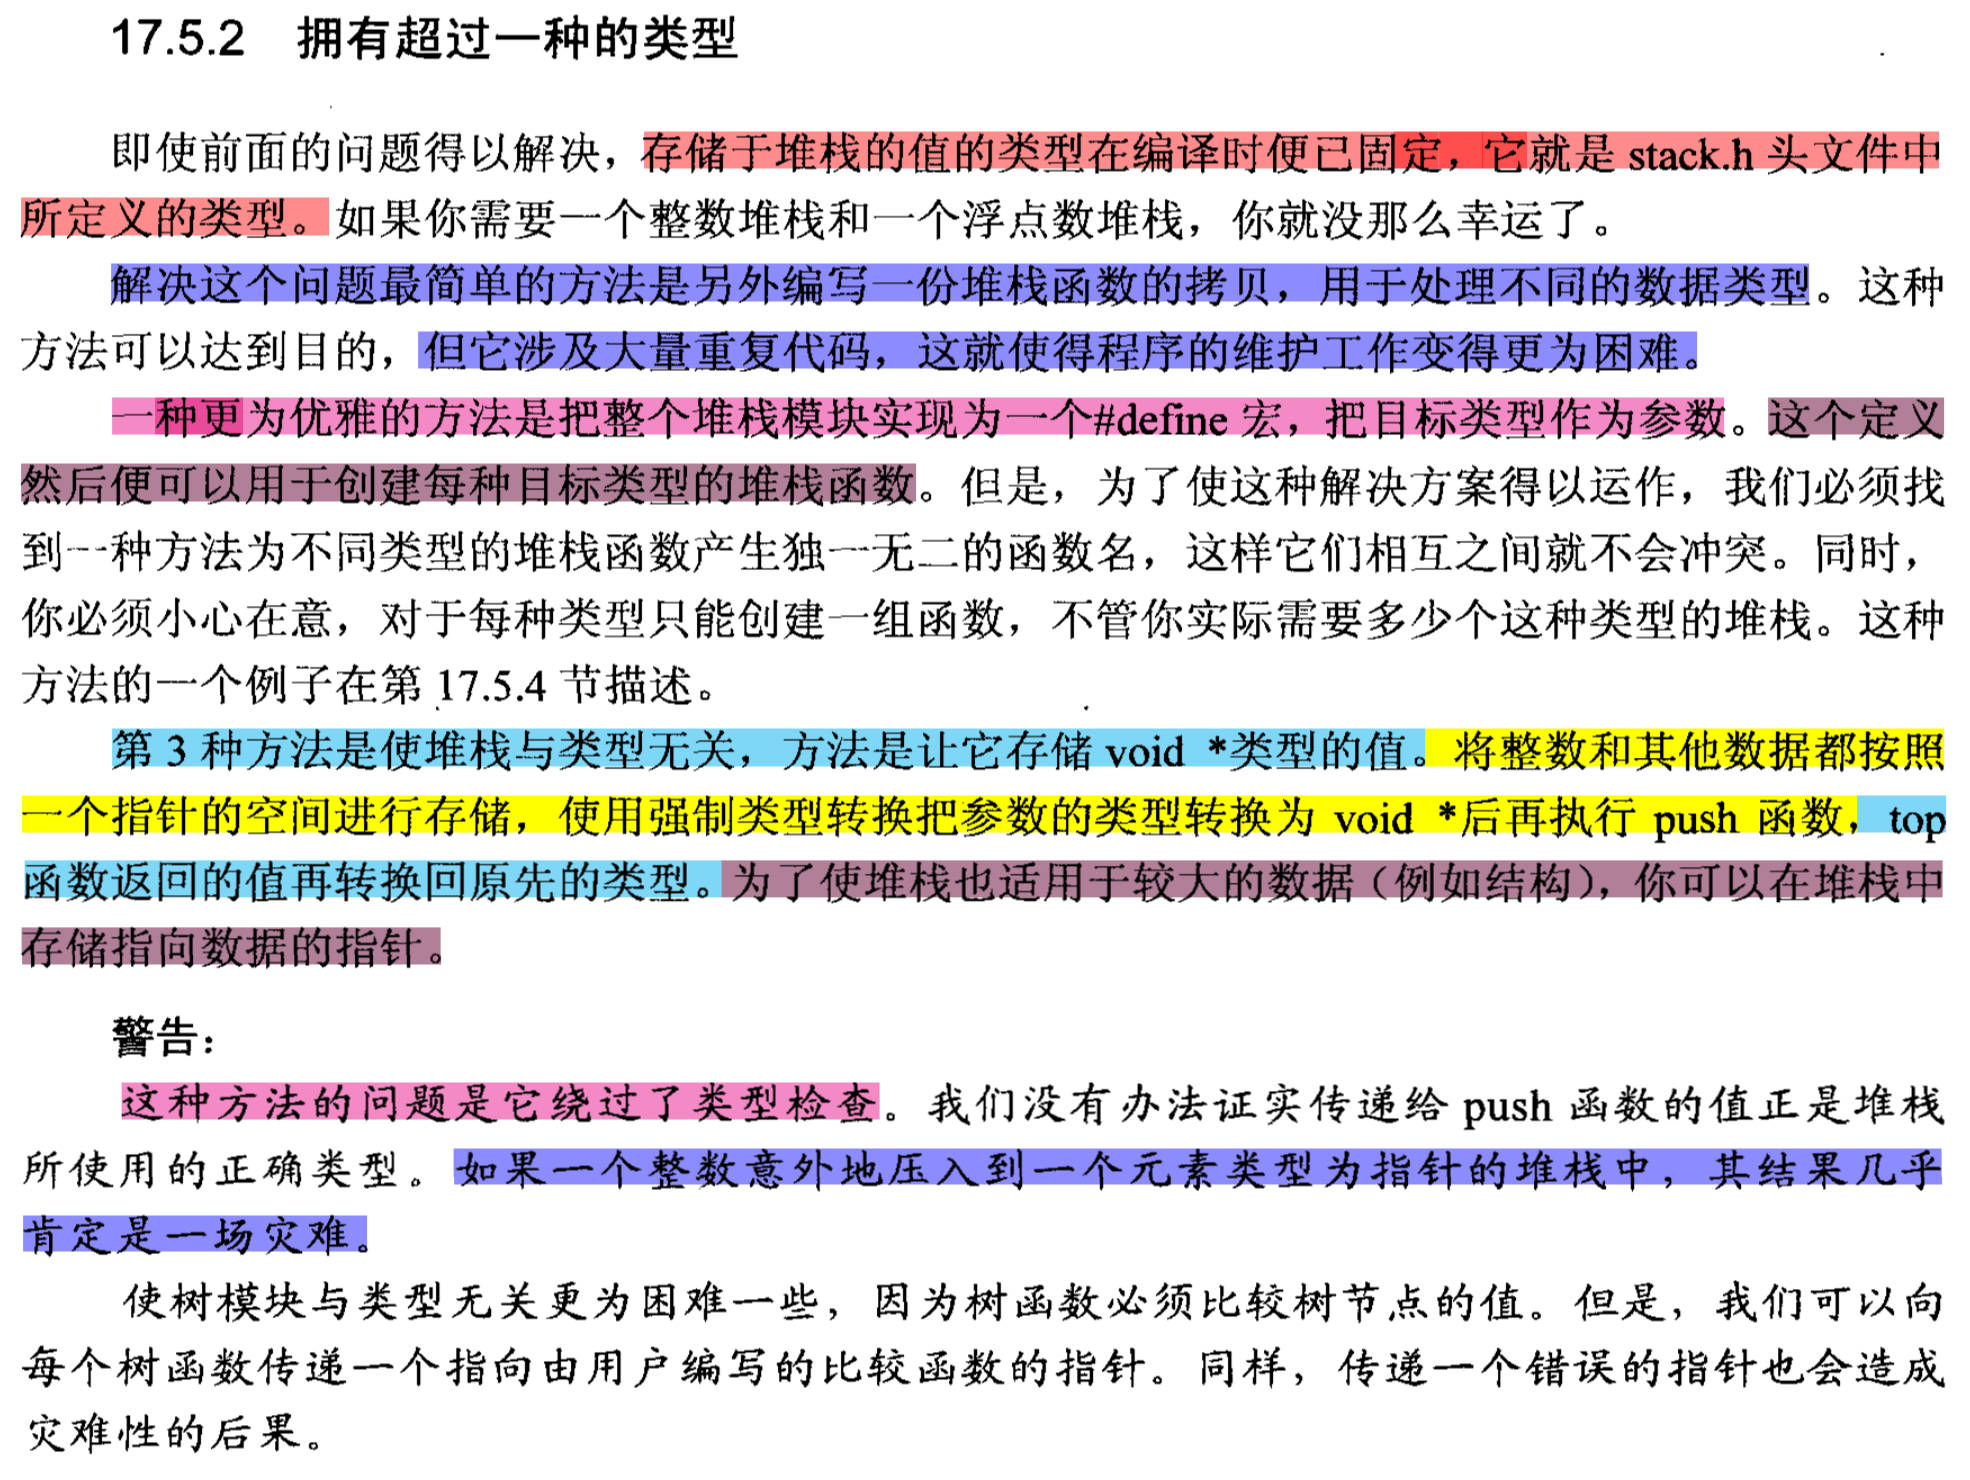 17.5.2 拥有超过一种的类型
即使前面的问题得以解决，存储于堆栈的值的类型在编译时便已固定，它就是 stack.h 头文件中
所定义的类型。如果你需要一个整数堆栈和一个浮点数堆栈，你就没那么幸运了。
解决这个问题最简单的方法是另外编写一份堆栈函数的拷贝，用于处理不同的数据类型。这种
方法可以达到目的，但它涉及大量重复代码，这就使得程序的维护工作变得更为困难。
一种更为优雅的方法是把整个堆栈模块实现为一个#define 宏，把目标类型作为参数。这个定义
然后便可以用于创建每种目标类型的堆栈函数。但是，为了使这种解决方案得以运作，我们必须找
到一种方法为不同类型的堆栈函数产生独一无二的函数名，这样它们相互之间就不会冲突。同时，
你必须小心在意，对于每种类型只能创建一组函数，不管你实际需要多少个这种类型的堆栈。这种
方法的一个例子在第 17.5.4 节描述。
第 3 种方法是使堆栈与类型无关，方法是让它存储 void *类型的值。将整数和其他数据都按照
一个指针的空间进行存储，使用强制类型转换把参数的类型转换为 void *后再执行 push 函数，top
函数返回的值再转换回原先的类型。为了使堆栈也适用于较大的数据（例如结构），你可以在堆栈中
存储指向数据的指针。
警告：
这种方法的问题是它绕过了类型检查。我们没有办法证实传递给 push 函数的值正是堆栈
所使用的正确类型。如果一个整数意外地压入到一个元素类型为指针的堆栈中，其结果几乎
肯定是一场灾难。
使树模块与类型无关更为困难一些，因为树函数必须比较树节点的值。但是，我们可以向
每个树函数传递一个指向由用户编写的比较函数的指针。同样，传递一个错误的指针也会造成
灾难性的后果。